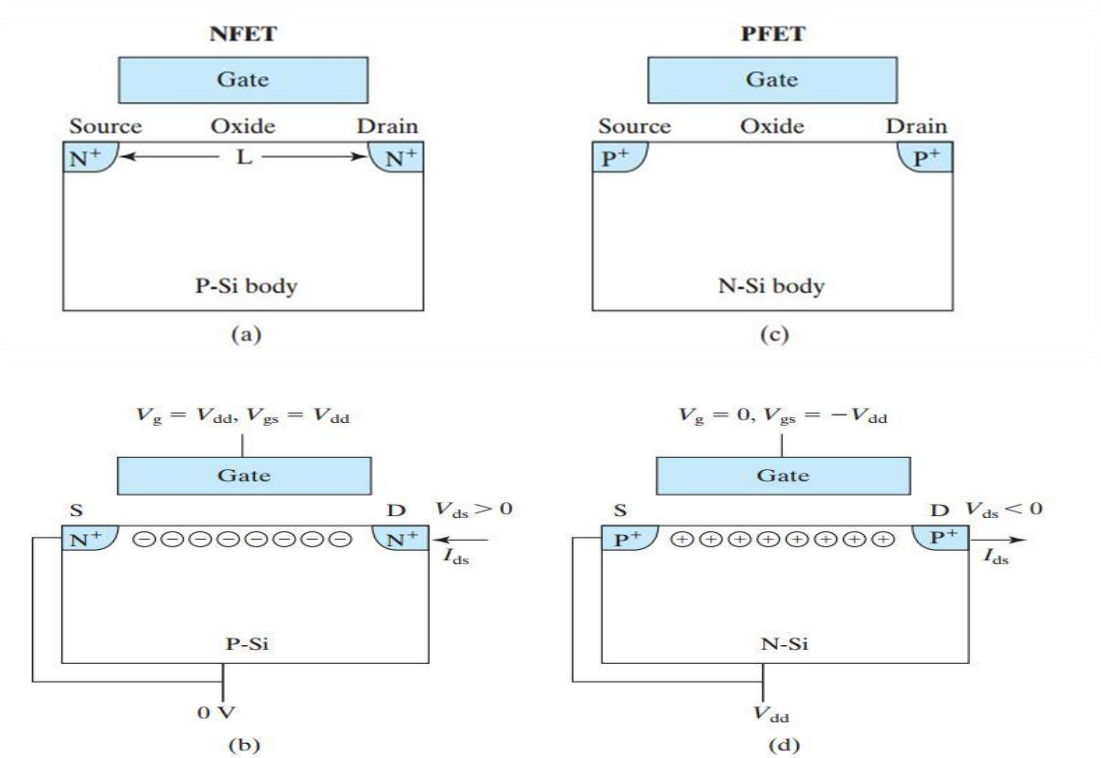 NFET
Gate
Source Oxide Drain
N+ L N+
P-Si body
(a)
PFET
Gate
Source Oxide Drain
P+ P+
N-Si body
(c)
Vg = Vdd, Vgs = Vdd
Gate
S D Vds > 0
N+ − − − − − − − − N+
Ids
P-Si
0 V
(b)
Vg = 0, Vgs = −Vdd
Gate
S D Vds < 0
P+ + + + + + + + + P+
Ids
N-Si
Vdd
(d)